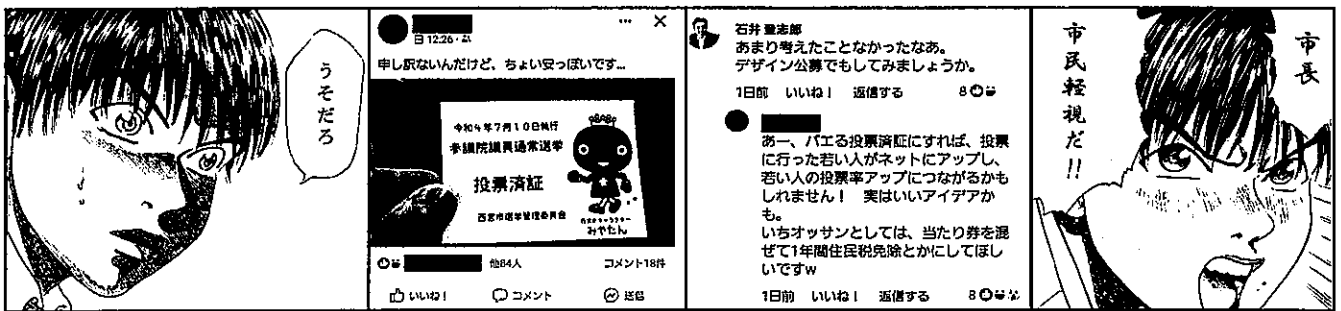 うそだろ
日 12:26・
申し訳ないんだけど、ちょい安っぽいです...
令和4年7月10日執行
参議院議員通常選挙
投票済証
西宮市選挙管理委員会
みやたん
他84人
コメント18件
いいね!
コメント
送信
石井 登志郎
あまり考えたことなかったなあ。
デザイン公募でもしてみましょうか。
1日前 いいね! 返信する 8
あー、バエる投票済証にすれば、投票
に行った若い人がネットにアップし、
若い人の投票率アップにつながるかも
しれません! 実はいいアイデアか
も。
いちオッサンとしては、当たり券を混
ぜて1年間住民税免除とかにしてほし
いですw
1日前 いいね! 返信する 8
市長
市民軽視だ!!